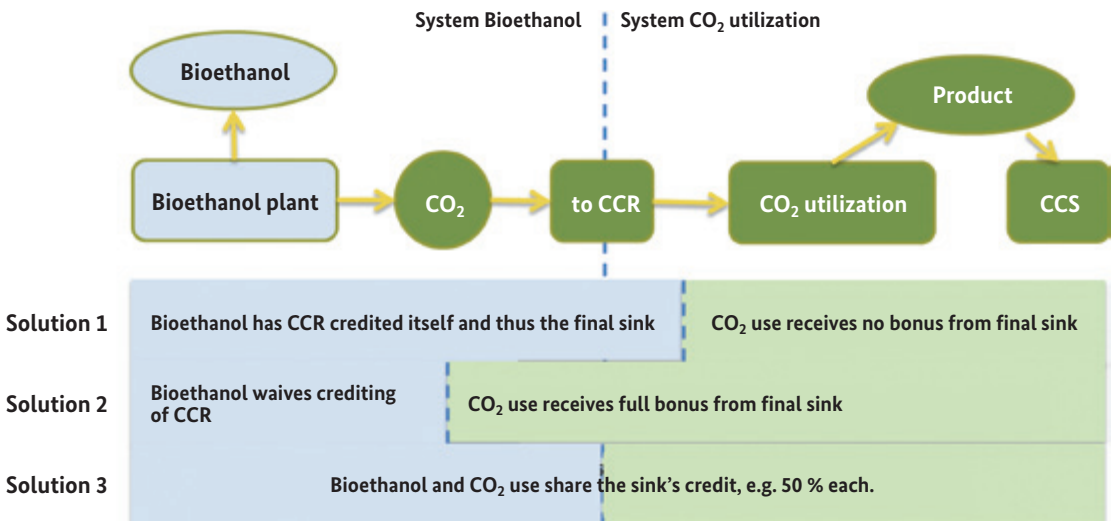 System Bioethanol
System CO₂ utilization
Bioethanol
Product
Bioethanol plant
CO₂
to CCR
CO₂ utilization
CCS
Solution 1
Bioethanol has CCR credited itself and thus the final sink
CO₂ use receives no bonus from final sink
Solution 2
Bioethanol waives crediting
of CCR
CO₂ use receives full bonus from final sink
Solution 3
Bioethanol and CO₂ use share the sink’s credit, e.g. 50 % each.